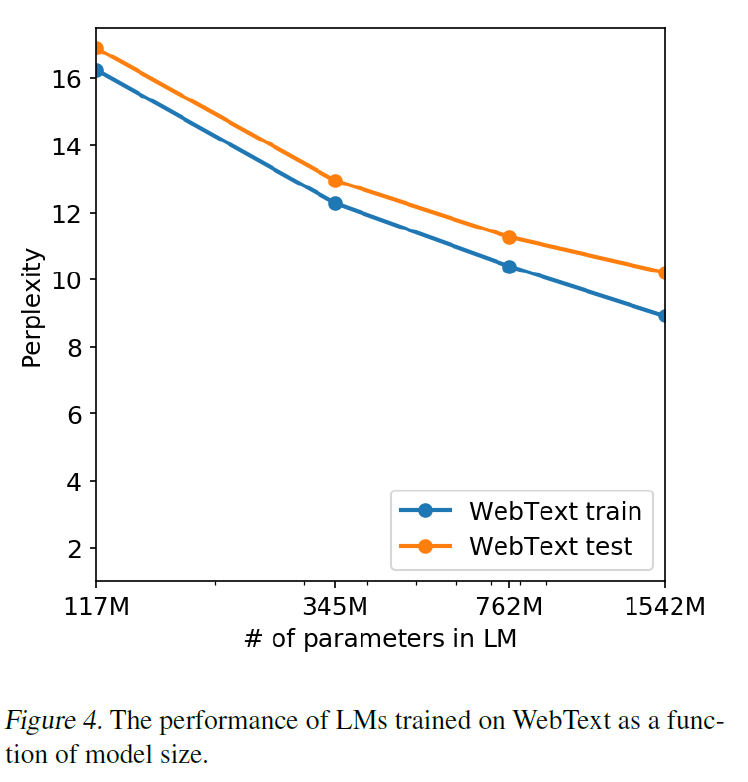 16
14
12
10
8
6
4
2
Perplexity
WebText train
WebText test
117M 345M 762M 1542M
# of parameters in LM
Figure 4. The performance of LMs trained on WebText as a func-
tion of model size.